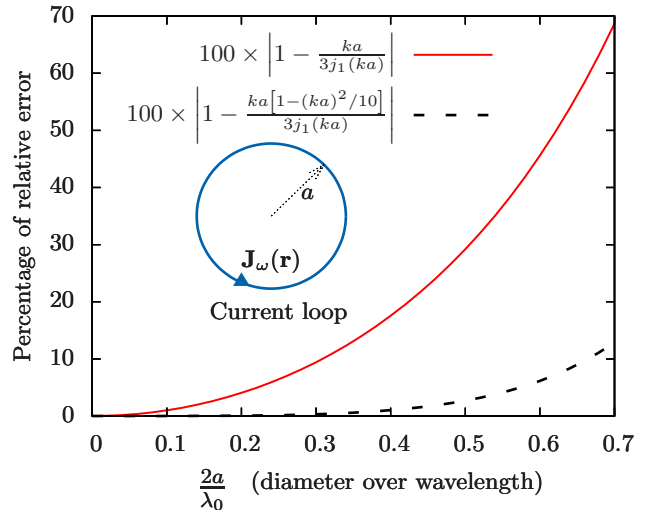 70
60
50
40
30
20
10
0
Percentage of relative error
100 × |1 − ka/3j₁(ka)|
100 × |1 − ka[1−(ka)²/10]/3j₁(ka)|
a
J_ω(r)
Current loop
0 0.1 0.2 0.3 0.4 0.5 0.6 0.7
2a/λ₀ (diameter over wavelength)